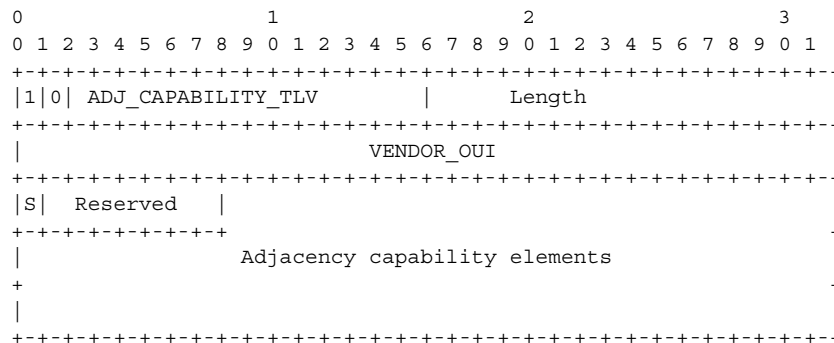 0                   1                   2                   3
0 1 2 3 4 5 6 7 8 9 0 1 2 3 4 5 6 7 8 9 0 1 2 3 4 5 6 7 8 9 0 1
+-+-+-+-+-+-+-+-+-+-+-+-+-+-+-+-+-+-+-+-+-+-+-+-+-+-+-+-+-+-+-+--
|1|0| ADJ_CAPABILITY_TLV        |      Length
+-+-+-+-+-+-+-+-+-+-+-+-+-+-+-+-+-+-+-+-+-+-+-+-+-+-+-+-+-+-+-+--
|                           VENDOR_OUI
+-+-+-+-+-+-+-+-+-+-+-+-+-+-+-+-+-+-+-+-+-+-+-+-+-+-+-+-+-+-+-+--
|S|  Reserved   |
+-+-+-+-+-+-+-+-+                                               -
|                 Adjacency capability elements
+                                                               -
|
+-+-+-+-+-+-+-+-+-+-+-+-+-+-+-+-+-+-+-+-+-+-+-+-+-+-+-+-+-+-+-+--